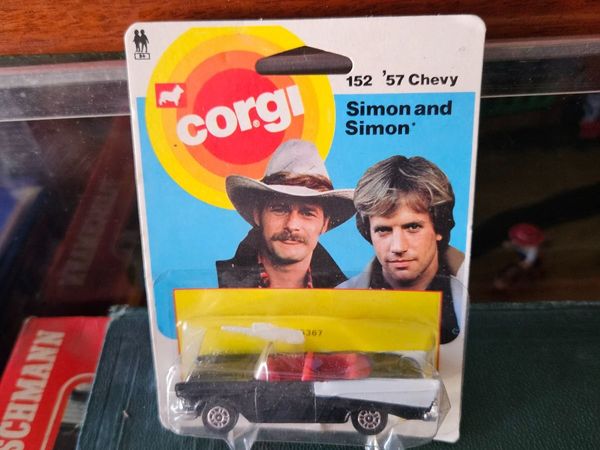 corgi
®
152 '57 Chevy
Simon and
Simon*
SCHMANN